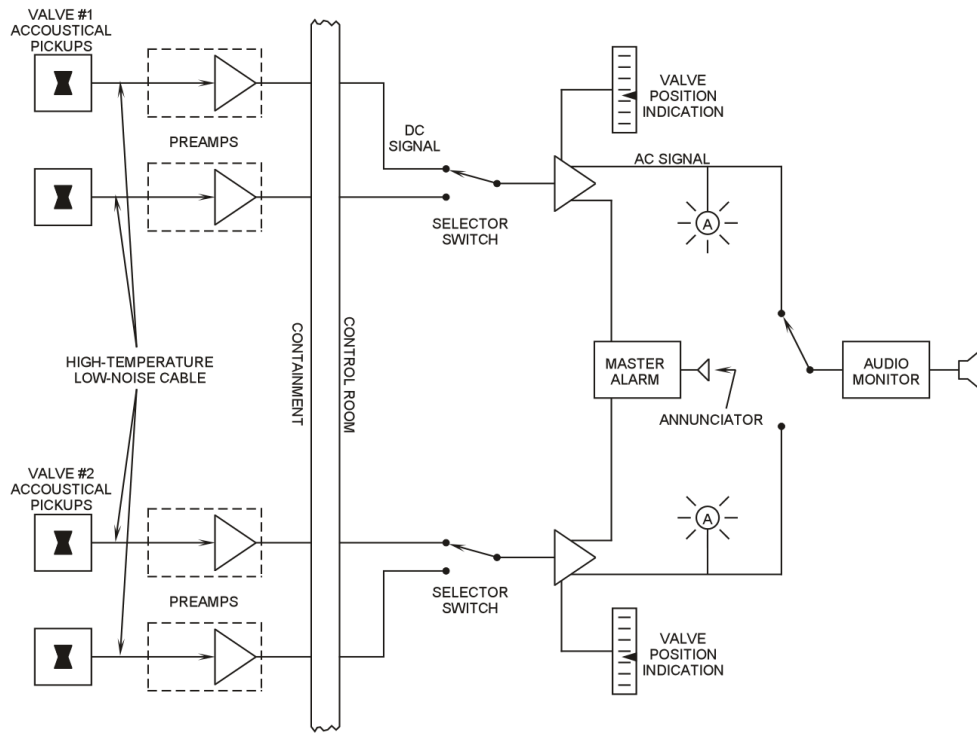 VALVE #1
ACCOUSTICAL
PICKUPS
PREAMPS
DC
SIGNAL
SELECTOR
SWITCH
VALVE
POSITION
INDICATION
AC SIGNAL
A
HIGH-TEMPERATURE
LOW-NOISE CABLE
CONTAINMENT
CONTROL ROOM
MASTER
ALARM
ANNUNCIATOR
AUDIO
MONITOR
VALVE #2
ACCOUSTICAL
PICKUPS
PREAMPS
SELECTOR
SWITCH
A
VALVE
POSITION
INDICATION